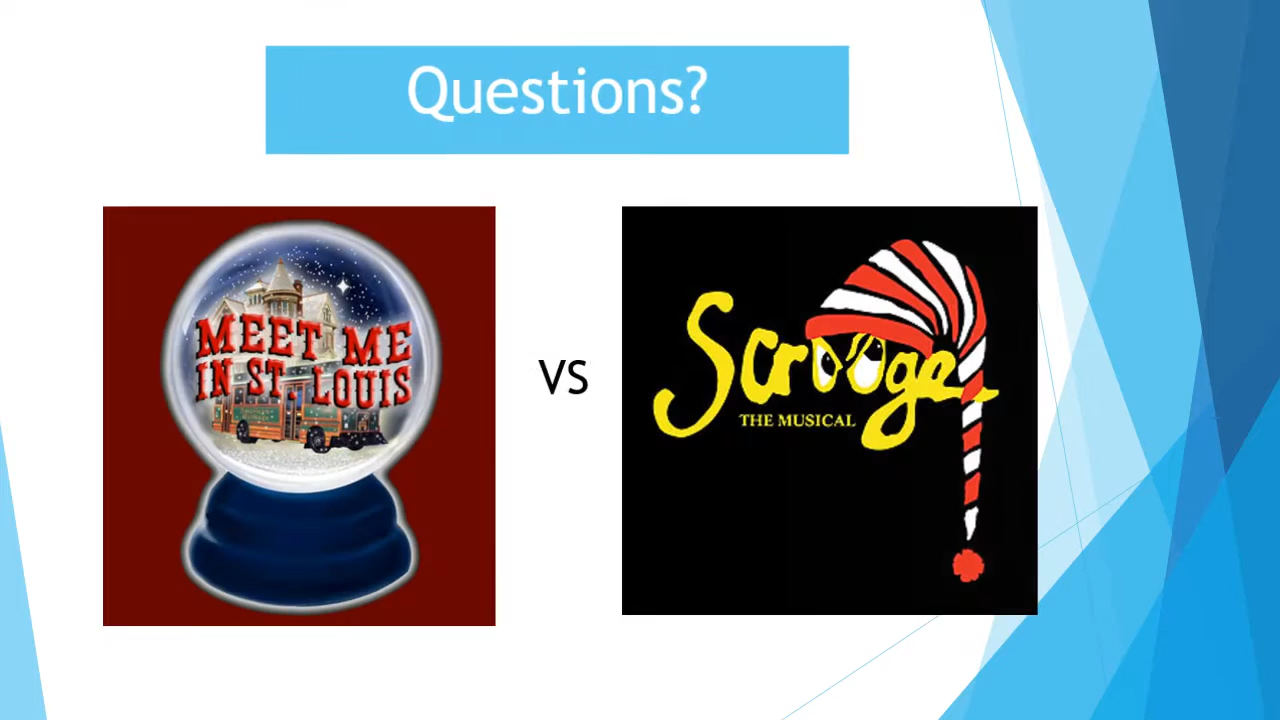 Questions?
MEET ME
IN ST. LOUIS
VS
Scrooge
THE MUSICAL